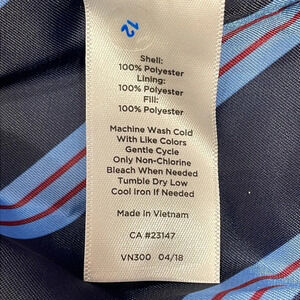 12
Shell:
100% Polyester
Lining:
100% Polyester
Fill:
100% Polyester
Machine Wash Cold
With Like Colors
Gentle Cycle
Only Non-Chlorine
Bleach When Needed
Tumble Dry Low
Cool Iron If Needed
Made in Vietnam
CA #23147
VN300 04/18